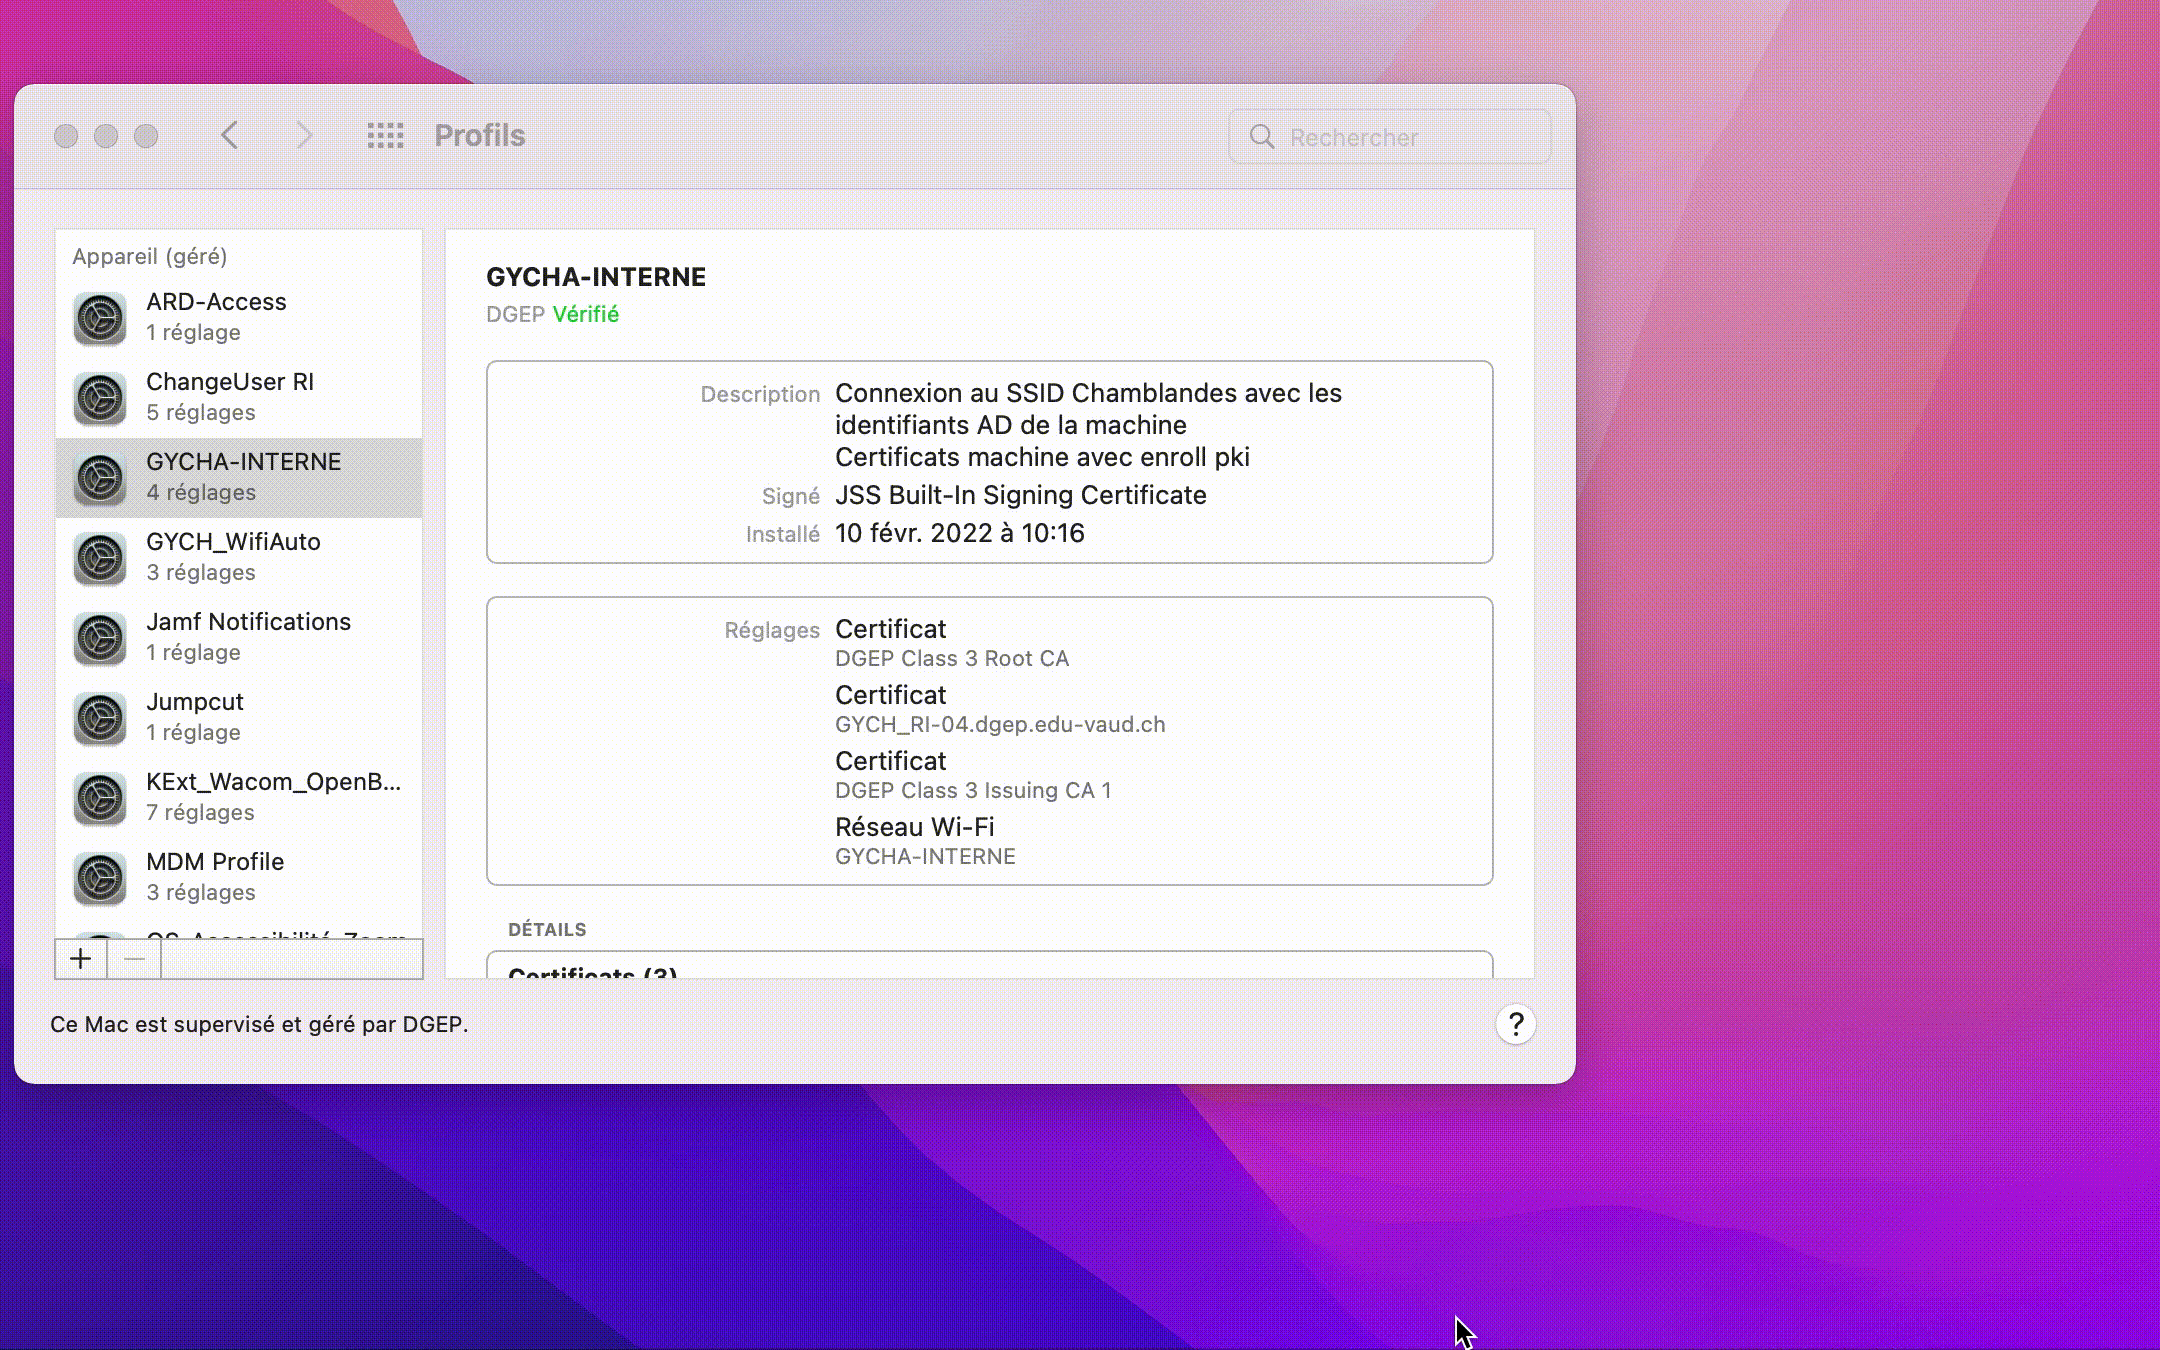 Profils
Rechercher
Appareil (géré)
ARD-Access
1 réglage
ChangeUser RI
5 réglages
GYCHA-INTERNE
4 réglages
GYCH_WifiAuto
3 réglages
Jamf Notifications
1 réglage
Jumpcut
1 réglage
KExt_Wacom_OpenB...
7 réglages
MDM Profile
3 réglages
OS-Accessibilité-Zoom
GYCHA-INTERNE
DGEP Vérifié
Description Connexion au SSID Chamblandes avec les
identifiants AD de la machine
Certificats machine avec enroll pki
Signé JSS Built-In Signing Certificate
Installé 10 févr. 2022 à 10:16
Réglages Certificat
DGEP Class 3 Root CA
Certificat
GYCH_RI-04.dgep.edu-vaud.ch
Certificat
DGEP Class 3 Issuing CA 1
Réseau Wi-Fi
GYCHA-INTERNE
DÉTAILS
Certificats (3)
Ce Mac est supervisé et géré par DGEP.
?